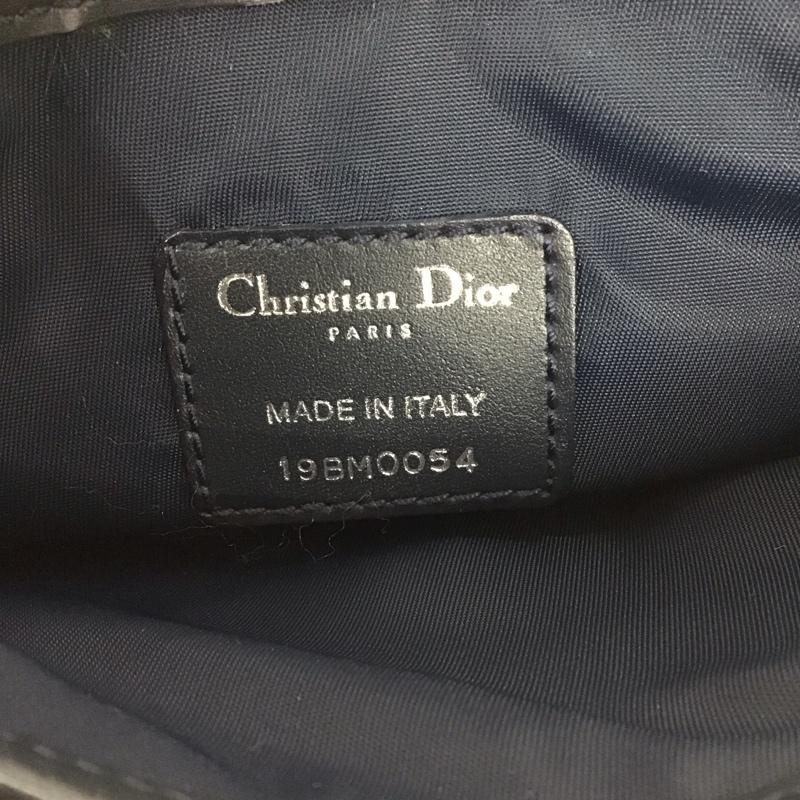 Christian Dior
PARIS
MADE IN ITALY
19BM0054